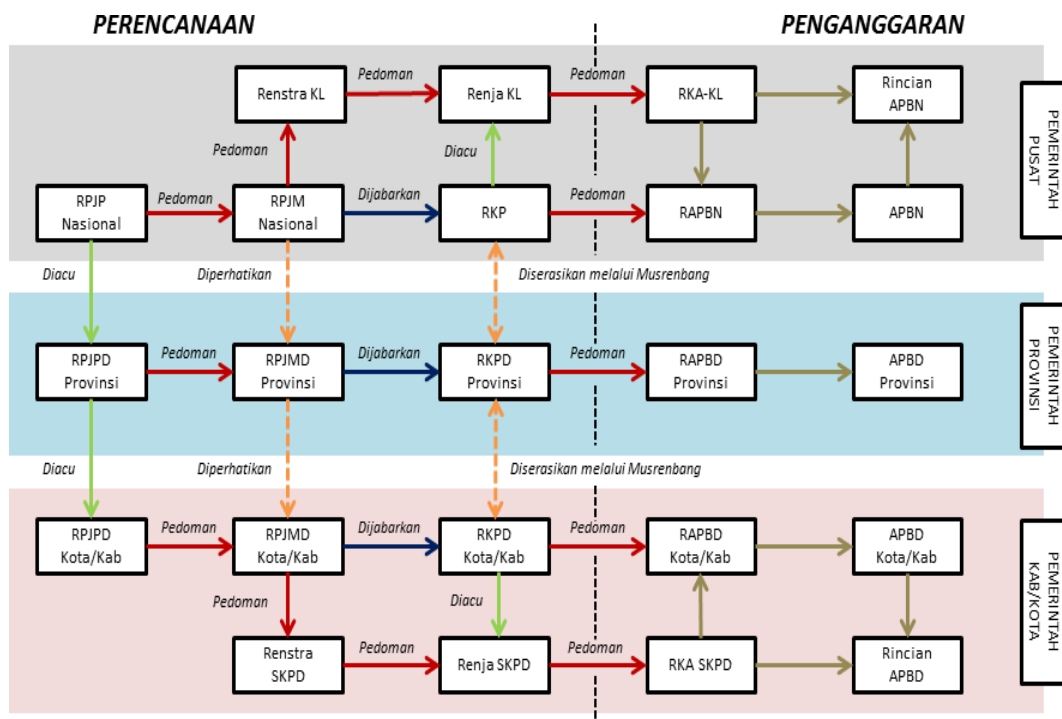 PERENCANAAN
PENGANGGARAN
Pedoman
Pedoman
Pedoman
Renstra KL
Renja KL
RKA-KL
Rincian
APBN
Pedoman
Diacu
RPJP
Nasional
Pedoman
RPJM
Nasional
Dijabarkan
RKP
Pedoman
RAPBN
APBN
PEMERINTAH
PUSAT
Diacu
Diperhatikan
Diserasikan melalui Musrenbang
RPJPD
Provinsi
Pedoman
RPJMD
Provinsi
Dijabarkan
RKPD
Provinsi
Pedoman
RAPBD
Provinsi
APBD
Provinsi
PEMERINTAH
PROVINSI
Diacu
Diperhatikan
Diserasikan melalui Musrenbang
RPJPD
Kota/Kab
Pedoman
RPJMD
Kota/Kab
Dijabarkan
RKPD
Kota/Kab
Pedoman
RAPBD
Kota/Kab
APBD
Kota/Kab
Pedoman
Diacu
Renstra
SKPD
Pedoman
Renja SKPD
Pedoman
RKA SKPD
Rincian
APBD
PEMERINTAH
KAB/KOTA